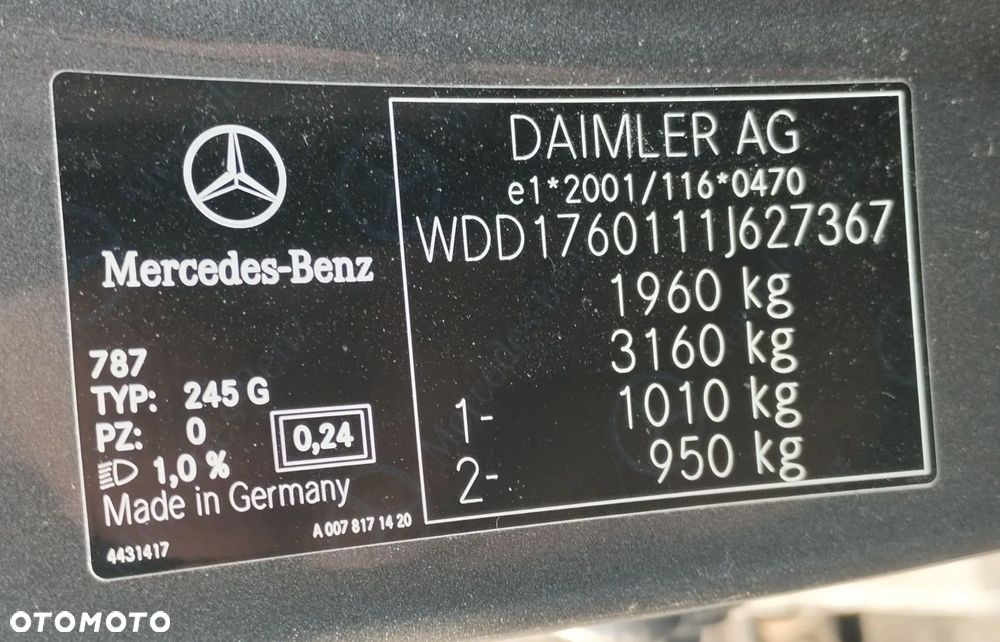 Mercedes-Benz
787
TYP: 245 G
PZ: 0
0,24
1,0 %
Made in Germany
A 007 817 14 20
4431417
DAIMLER AG
e1*2001/116*0470
WDD1760111J627367
1960 kg
3160 kg
1- 1010 kg
2- 950 kg
OTOMOTO